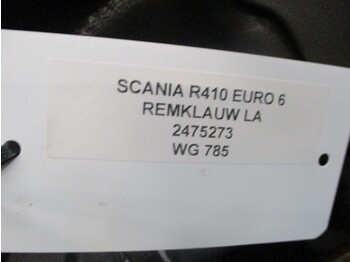 SCANIA R410 EURO 6
REMKLAUW LA
2475273
WG 785